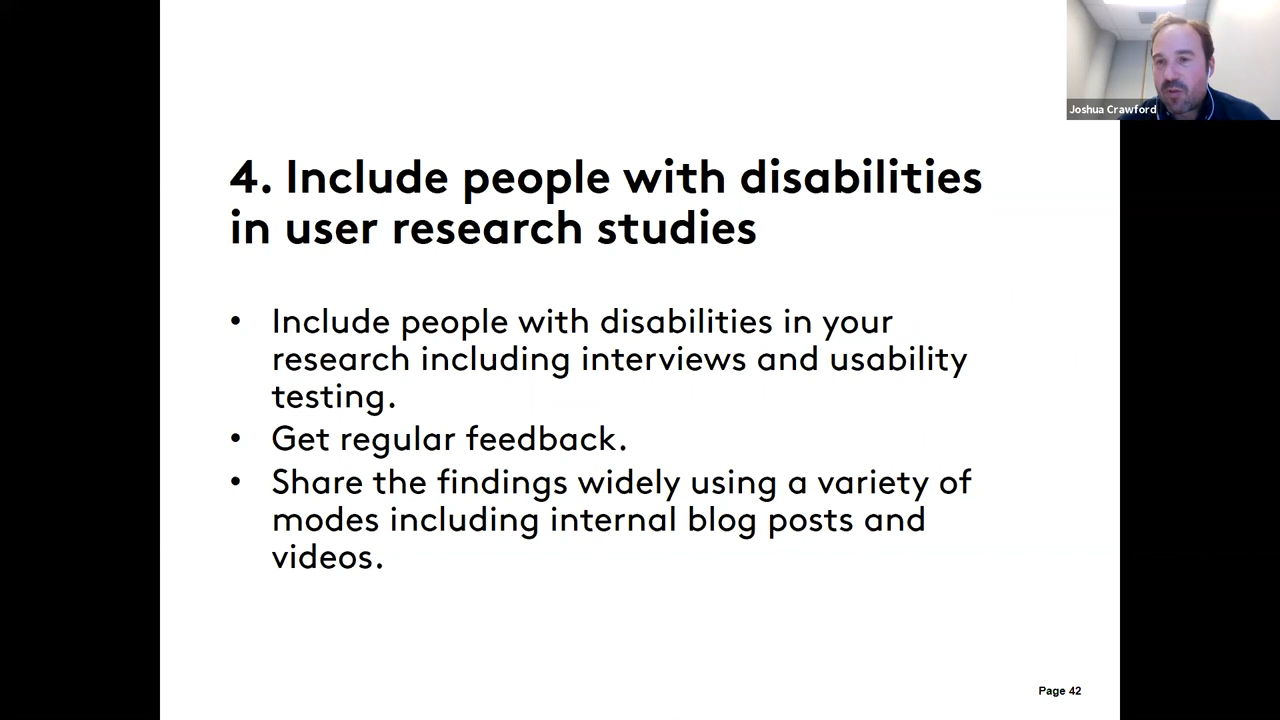 Joshua Crawford
4. Include people with disabilities
in user research studies
• Include people with disabilities in your
research including interviews and usability
testing.
• Get regular feedback.
• Share the findings widely using a variety of
modes including internal blog posts and
videos.
Page 42